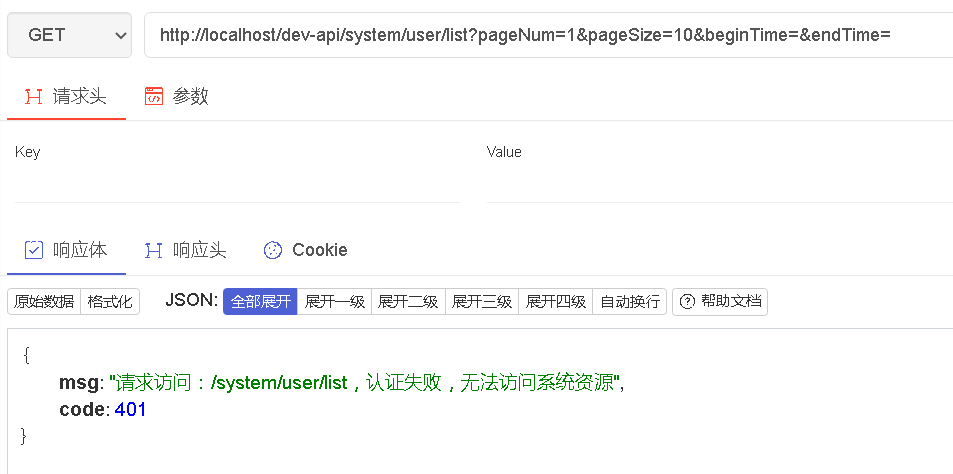 GET http://localhost/dev-api/system/user/list?pageNum=1&pageSize=10&beginTime=&endTime=
请求头 参数
Key Value
响应体 响应头 Cookie
原始数据 格式化 JSON: 全部展开 展开一级 展开二级 展开三级 展开四级 自动换行 帮助文档
{
msg: "请求访问：/system/user/list，认证失败，无法访问系统资源",
code: 401
}